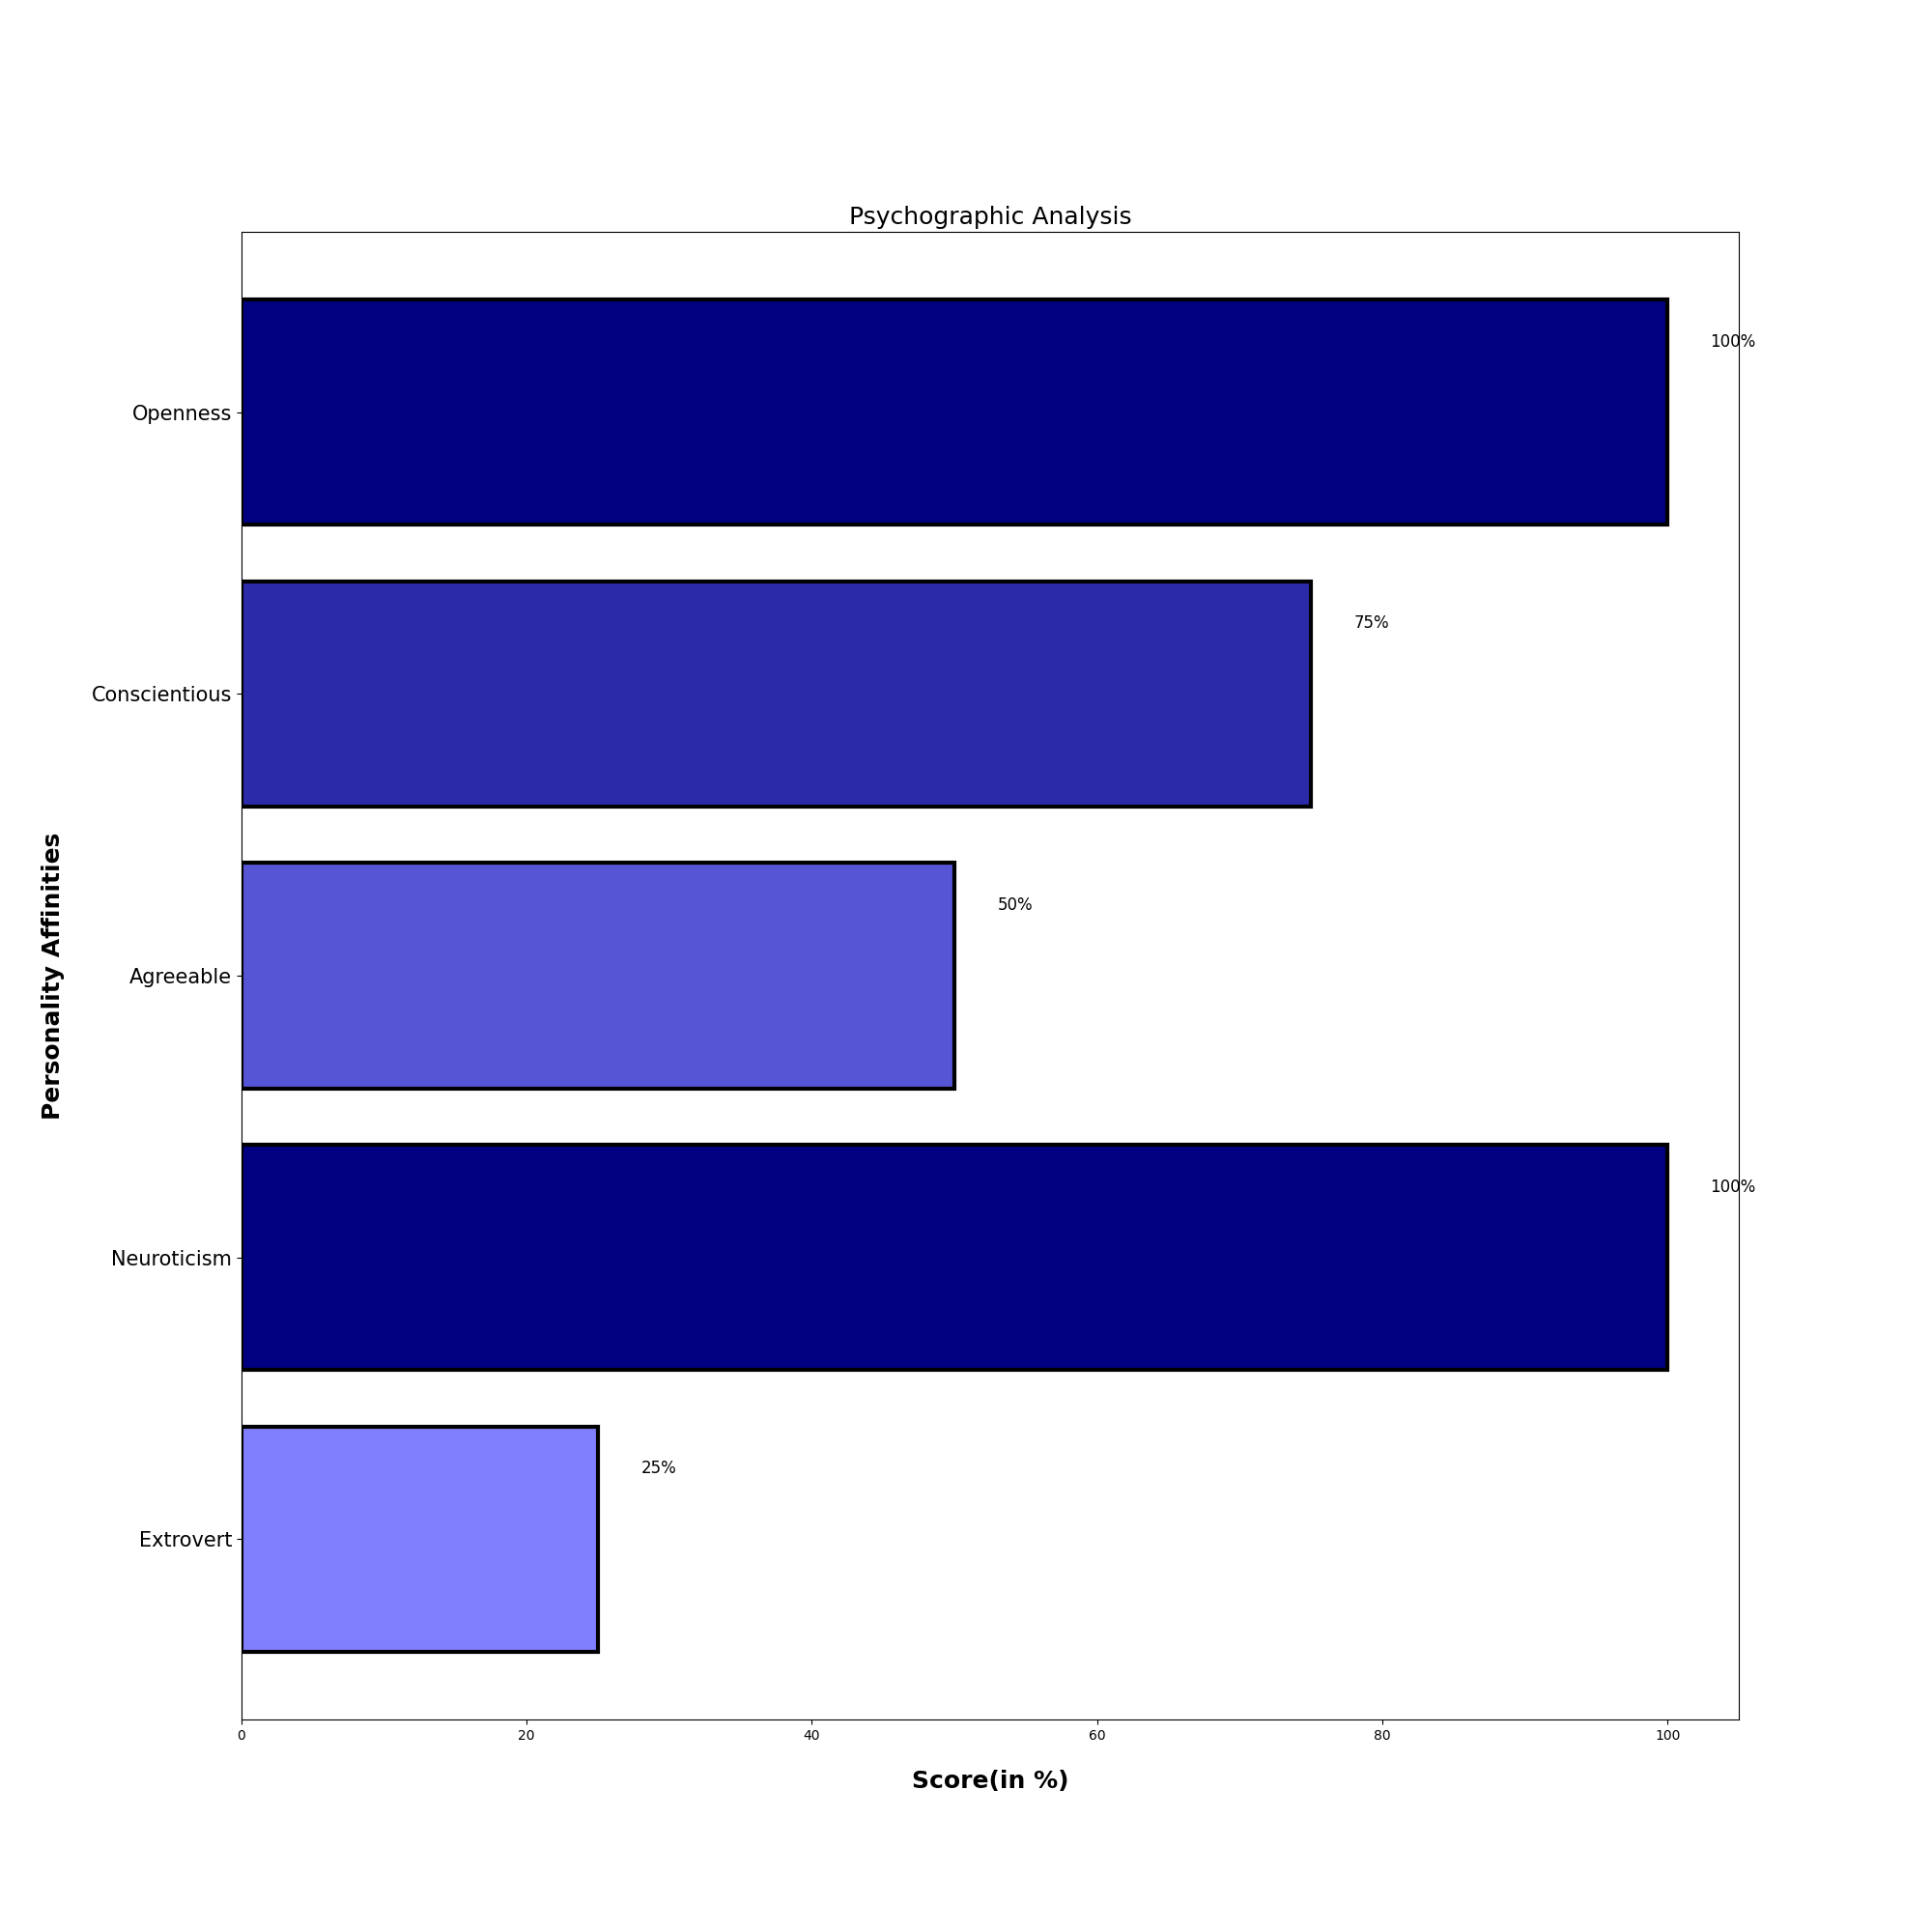 Psychographic Analysis
100%
Openness
75%
Conscientious
50%
Agreeable
Personality Affinities
100%
Neuroticism
25%
Extrovert
0 20 40 60 80 100
Score(in %)